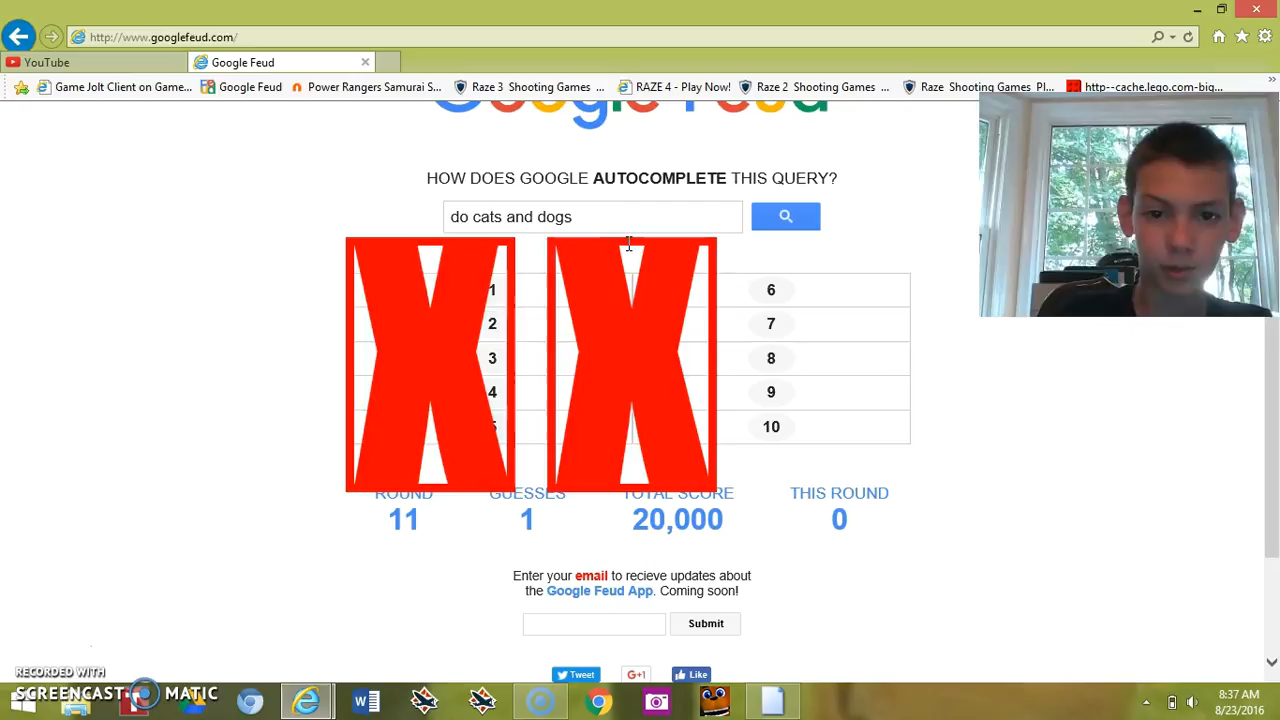 http://www.googlefeud.com/
YouTube
Google Feud
Game Jolt Client on Game...
Google Feud
Power Rangers Samurai S...
Raze 3 Shooting Games ...
RAZE 4 - Play Now!
Raze 2 Shooting Games ...
Raze Shooting Games Pl...
http--cache.lego.com-big...
Google Feud
HOW DOES GOOGLE AUTOCOMPLETE THIS QUERY?
do cats and dogs
X X
1 6
2 7
3 8
4 9
5 10
ROUND GUESSES TOTAL SCORE THIS ROUND
11 1 20,000 0
Enter your email to recieve updates about
the Google Feud App. Coming soon!
Submit
Tweet
+1
Like
RECORDED WITH
SCREENCAST MATIC
8:37 AM
8/23/2016